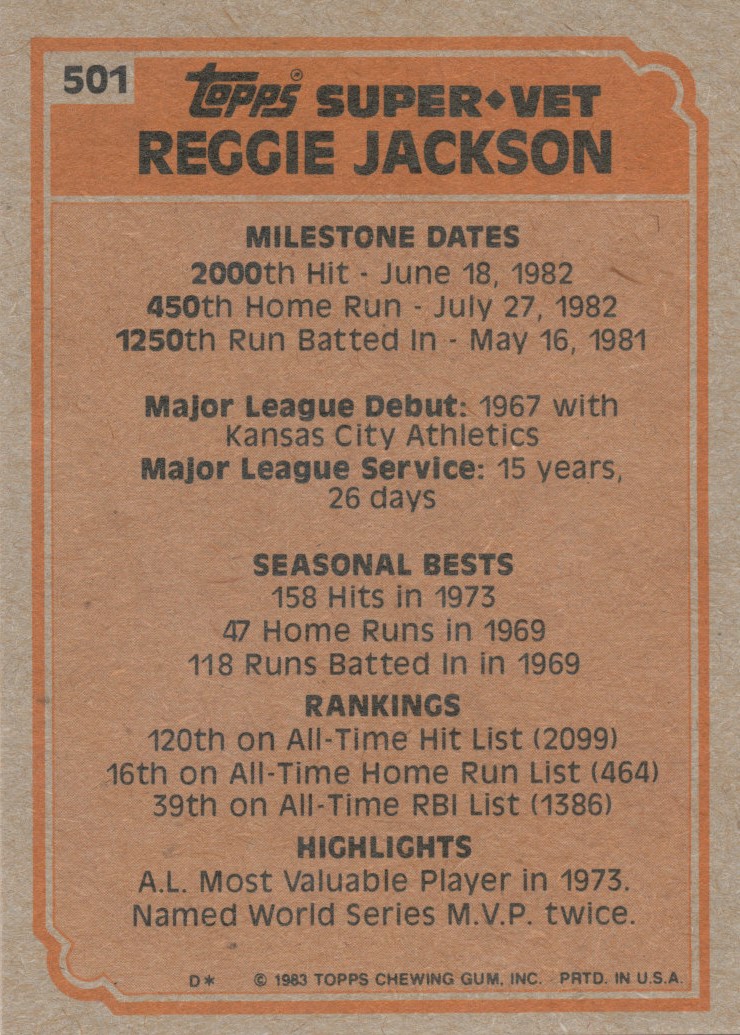 501
Topps® SUPER◆VET
REGGIE JACKSON
MILESTONE DATES
2000th Hit - June 18, 1982
450th Home Run - July 27, 1982
1250th Run Batted In - May 16, 1981
Major League Debut: 1967 with
Kansas City Athletics
Major League Service: 15 years,
26 days
SEASONAL BESTS
158 Hits in 1973
47 Home Runs in 1969
118 Runs Batted In in 1969
RANKINGS
120th on All-Time Hit List (2099)
16th on All-Time Home Run List (464)
39th on All-Time RBI List (1386)
HIGHLIGHTS
A.L. Most Valuable Player in 1973.
Named World Series M.V.P. twice.
D* © 1983 TOPPS CHEWING GUM, INC. PRTD. IN U.S.A.